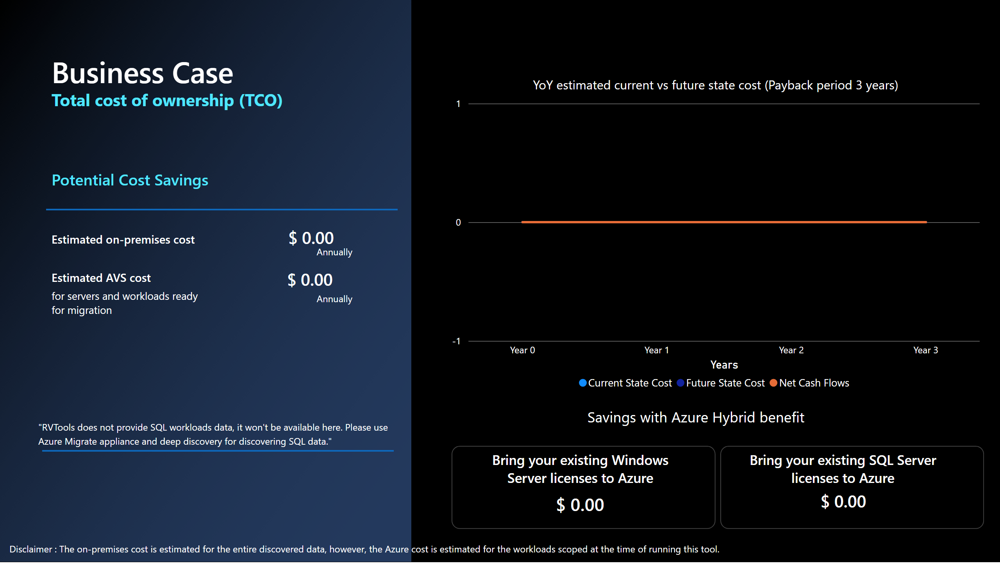 Business Case
Total cost of ownership (TCO)
Potential Cost Savings
Estimated on-premises cost
$ 0.00
Annually
Estimated AVS cost
$ 0.00
for servers and workloads ready
for migration
Annually
"RVTools does not provide SQL workloads data, it won't be available here. Please use
Azure Migrate appliance and deep discovery for discovering SQL data."
YoY estimated current vs future state cost (Payback period 3 years)
1
0
-1
Year 0 Year 1 Year 2 Year 3
Years
Current State Cost Future State Cost Net Cash Flows
Savings with Azure Hybrid benefit
Bring your existing Windows
Server licenses to Azure
$ 0.00
Bring your existing SQL Server
licenses to Azure
$ 0.00
Disclaimer : The on-premises cost is estimated for the entire discovered data, however, the Azure cost is estimated for the workloads scoped at the time of running this tool.